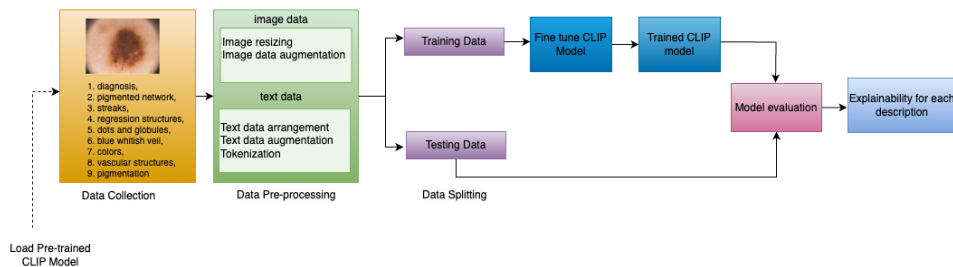 image data
Image resizing
Image data augmentation
text data
Text data arrangement
Text data augmentation
Tokenization
1. diagnosis,
2. pigmented network,
3. streaks,
4. regression structures,
5. dots and globules,
6. blue whitish veil,
7. colors,
8. vascular structures,
9. pigmentation
Data Collection
Data Pre-processing
Training Data
Testing Data
Data Splitting
Fine tune CLIP
Model
Trained CLIP
model
Model evaluation
Explainability for each
description
Load Pre-trained
CLIP Model